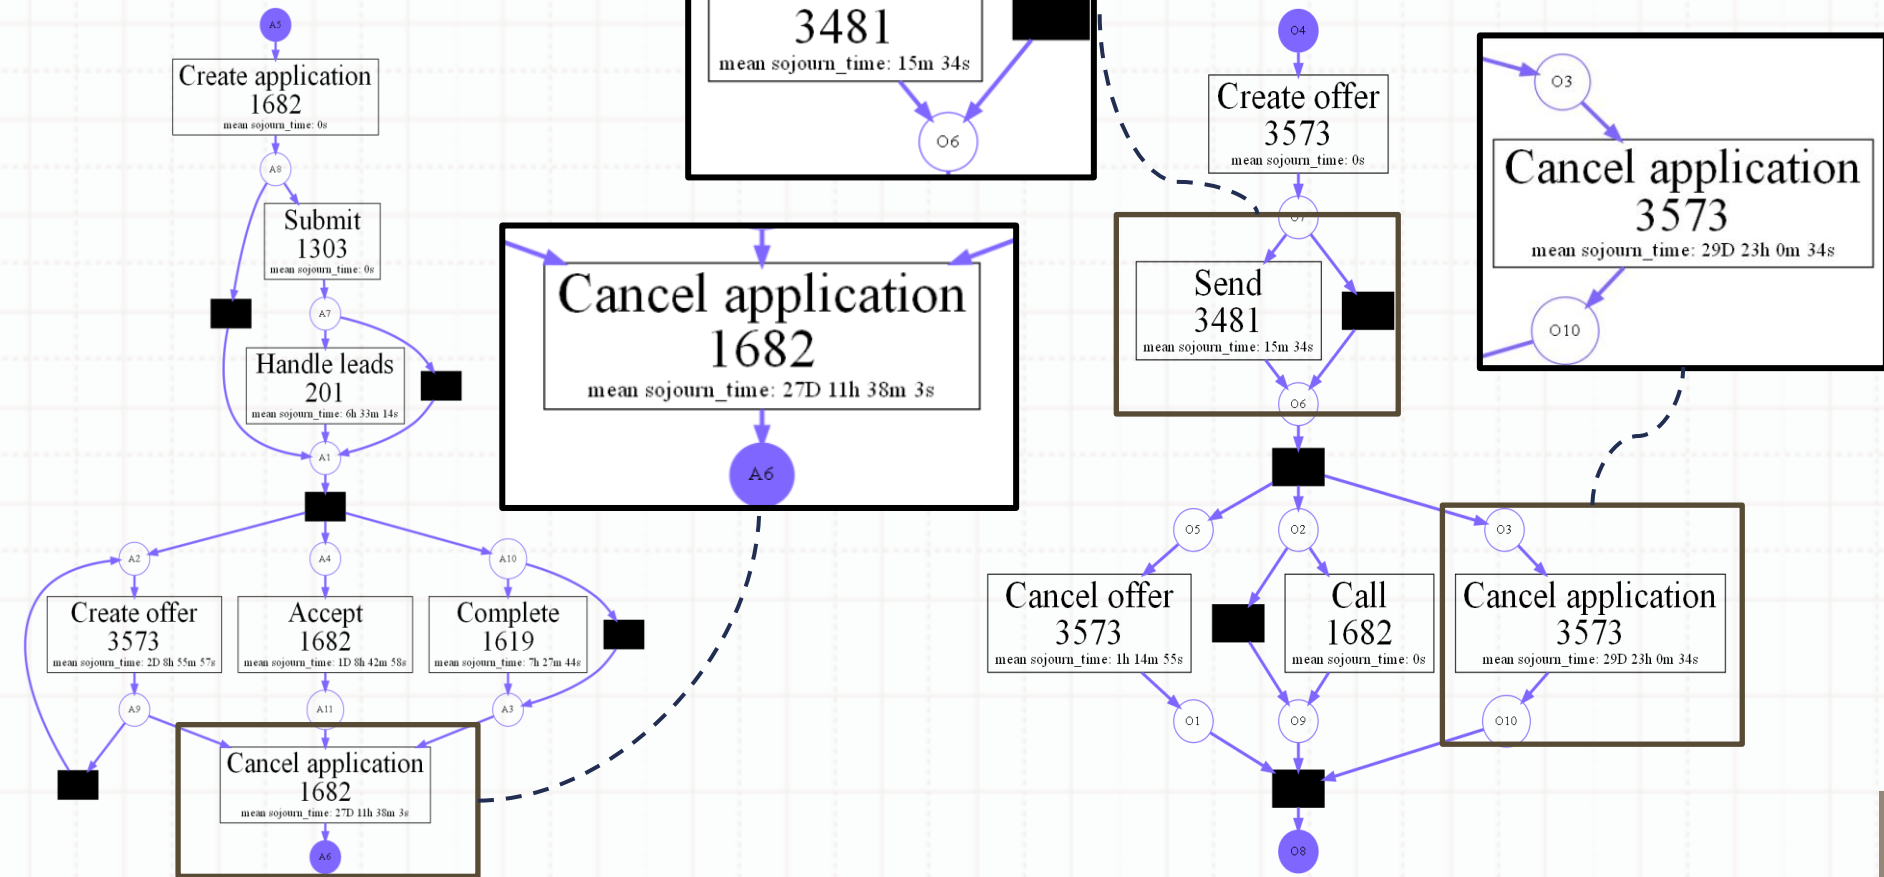 A5
Create application
1682
mean sojourn_time: 0s
A8
Submit
1303
mean sojourn_time: 0s
A7
Handle leads
201
mean sojourn_time: 6h 33m 14s
A1
A2
A4
A10
Create offer
3573
mean sojourn_time: 2D 8h 55m 57s
Accept
1682
mean sojourn_time: 1D 8h 42m 58s
Complete
1619
mean sojourn_time: 7h 27m 44s
A9
A11
A3
Cancel application
1682
mean sojourn_time: 27D 11h 38m 3s
A6
3481
mean sojourn_time: 15m 34s
O6
Cancel application
1682
mean sojourn_time: 27D 11h 38m 3s
A6
O4
Create offer
3573
mean sojourn_time: 0s
O7
Send
3481
mean sojourn_time: 15m 34s
O6
O5
O2
O3
Cancel offer
3573
mean sojourn_time: 1h 14m 55s
Call
1682
mean sojourn_time: 0s
Cancel application
3573
mean sojourn_time: 29D 23h 0m 34s
O1
O9
O10
O8
O3
Cancel application
3573
mean sojourn_time: 29D 23h 0m 34s
O10